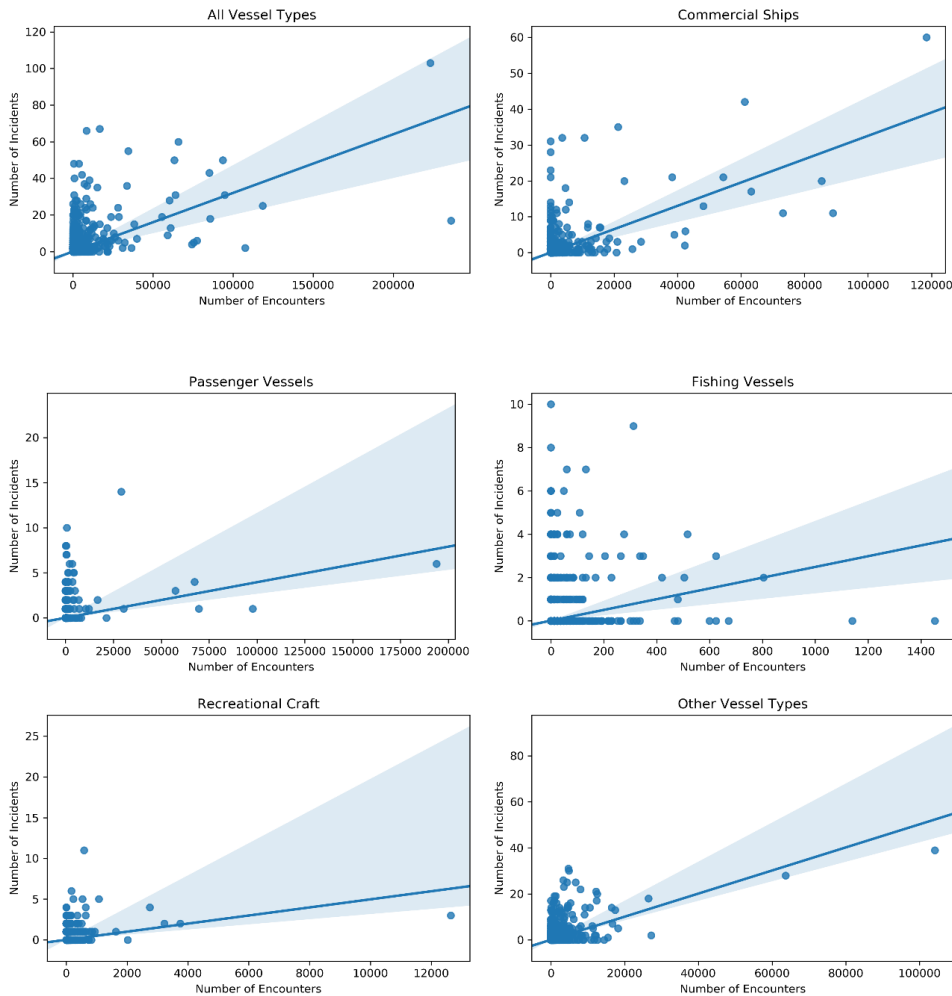 All Vessel Types
Number of Incidents
120
100
80
60
40
20
0
0 50000 100000 150000 200000
Number of Encounters
Commercial Ships
Number of Incidents
60
50
40
30
20
10
0
0 20000 40000 60000 80000 100000 120000
Number of Encounters
Passenger Vessels
Number of Incidents
20
15
10
5
0
0 25000 50000 75000 100000 125000 150000 175000 200000
Number of Encounters
Fishing Vessels
Number of Incidents
10
8
6
4
2
0
0 200 400 600 800 1000 1200 1400
Number of Encounters
Recreational Craft
Number of Incidents
25
20
15
10
5
0
0 2000 4000 6000 8000 10000 12000
Number of Encounters
Other Vessel Types
Number of Incidents
80
60
40
20
0
0 20000 40000 60000 80000 100000
Number of Encounters